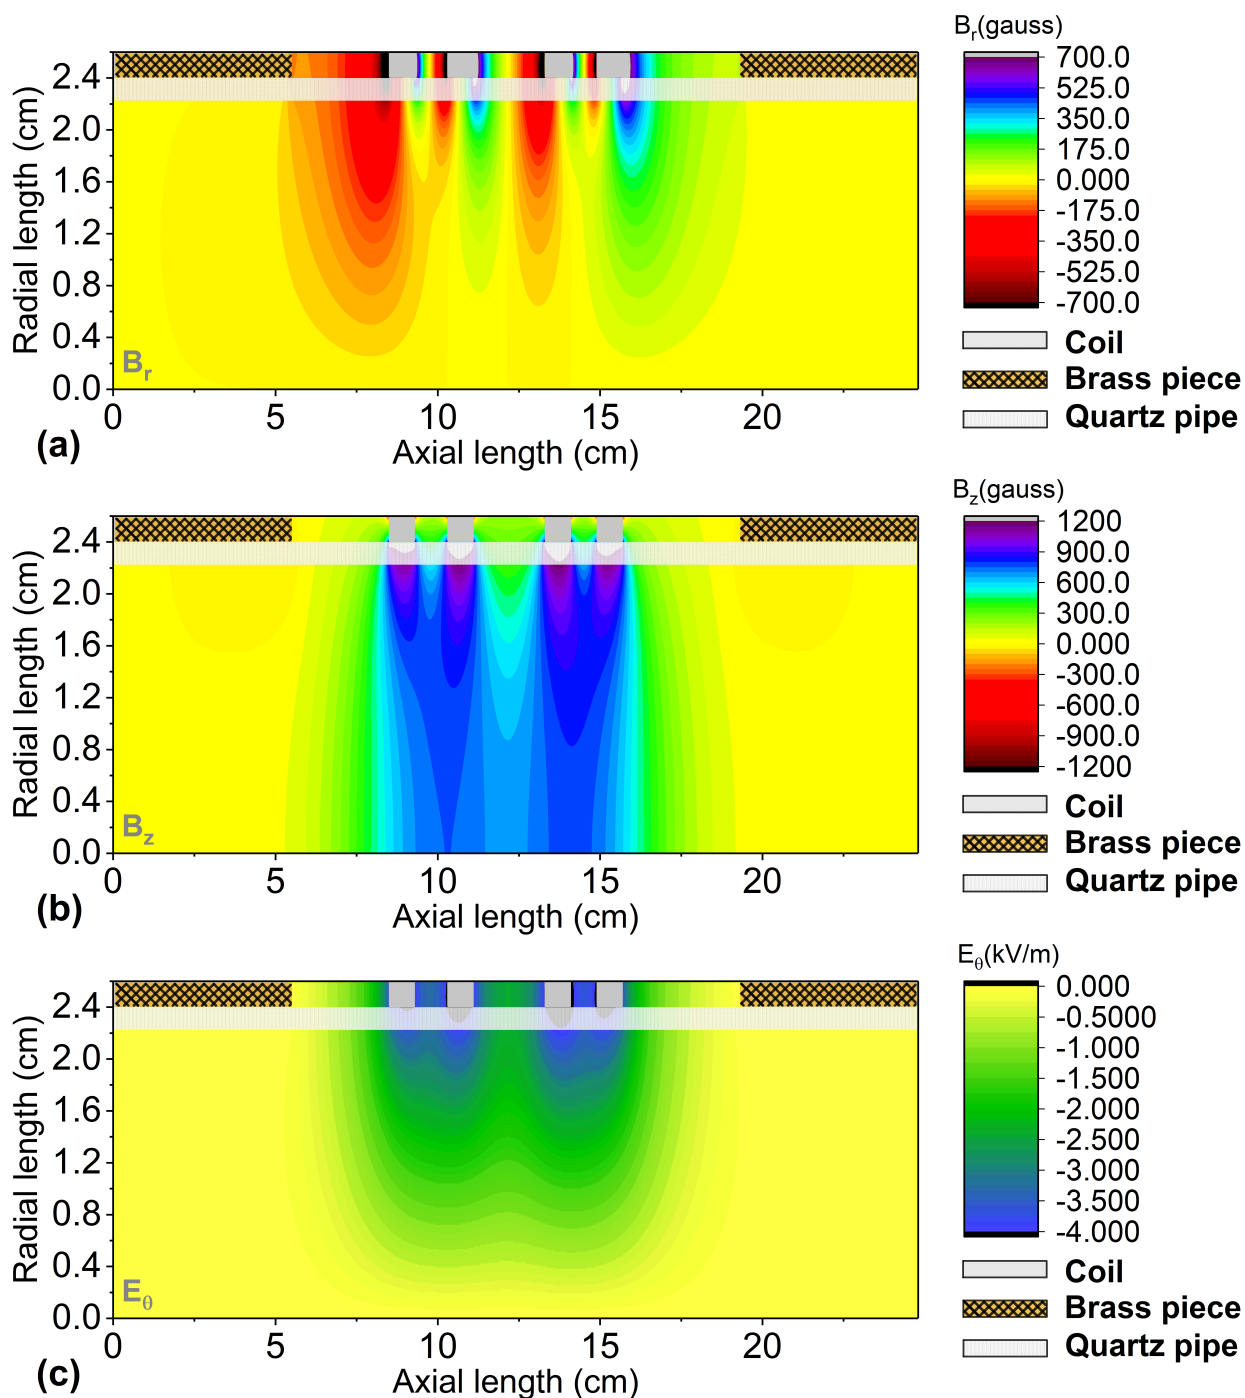 B_r(gauss)
2.4
2.0
1.6
1.2
0.8
0.4
0.0
Radial length (cm)
B_r
0 5 10 15 20
Axial length (cm)
(a)
700.0
525.0
350.0
175.0
0.000
-175.0
-350.0
-525.0
-700.0
Coil
Brass piece
Quartz pipe
B_z(gauss)
2.4
2.0
1.6
1.2
0.8
0.4
0.0
Radial length (cm)
B_z
0 5 10 15 20
Axial length (cm)
(b)
1200
900.0
600.0
300.0
0.000
-300.0
-600.0
-900.0
-1200
Coil
Brass piece
Quartz pipe
E_θ(kV/m)
2.4
2.0
1.6
1.2
0.8
0.4
0.0
Radial length (cm)
E_θ
0 5 10 15 20
Axial length (cm)
(c)
0.000
-0.5000
-1.000
-1.500
-2.000
-2.500
-3.000
-3.500
-4.000
Coil
Brass piece
Quartz pipe